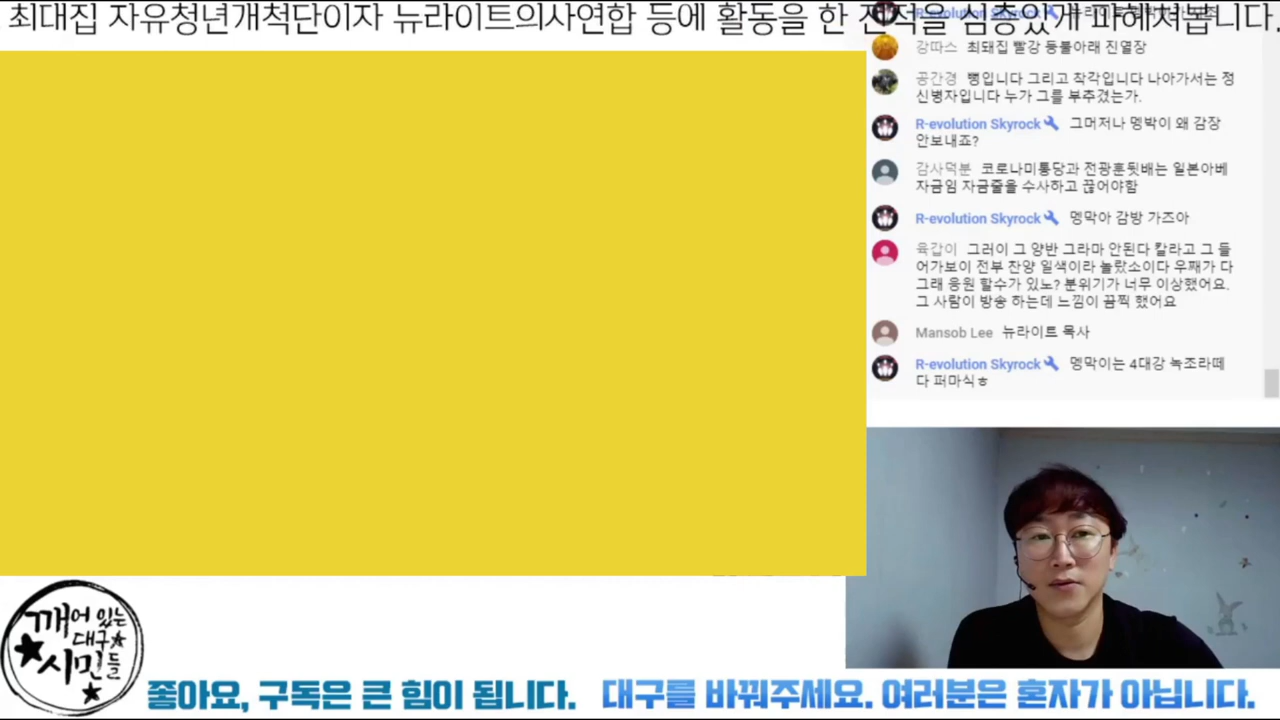 최대집 자유청년개척단이자 뉴라이트의사연합 등에 활동을 한 전적을 심층있게 파헤쳐봅니다.
강따스 최돼집 빨강 등불아래 진열장
공간경 뻥입니다 그리고 착각입니다 나아가서는 정
신병자입니다 누가 그를 부추겼는가.
R-evolution Skyrock 그머저나 멩박이 왜 감장
안보내죠?
감사덕분 코로나미통당과 전광훈뒷배는 일본아베
자금임 자금줄을 수사하고 끊어야함
R-evolution Skyrock 멩막아 감방 가즈아
육갑이 그러이 그 양반 그라마 안된다 칼라고 그 들
어가보이 전부 찬양 일색이라 놀랐소이다 우째가 다
그래 응원 할수가 있노? 분위기가 너무 이상했어요.
그 사람이 방송 하는데 느낌이 끔찍 했어요
Mansob Lee 뉴라이트 목사
R-evolution Skyrock 멩막이는 4대강 녹조라떼
다 퍼마식ㅎ
깨어 있는
대구
시민들
좋아요, 구독은 큰 힘이 됩니다. 대구를 바꿔주세요. 여러분은 혼자가 아닙니다.